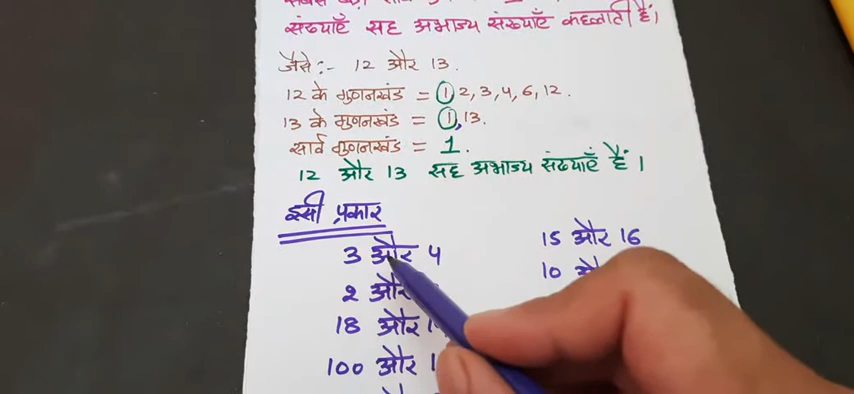 संख्याएँ सह अभाज्य संख्याएँ कहलाती हैं।
जैसे:- 12 और 13.
12 के गुणनखंड = 1, 2, 3, 4, 6, 12.
13 के गुणनखंड = 1, 13.
सार्व गुणनखंड = 1.
12 और 13 सह अभाज्य संख्याएँ हैं।
इसी प्रकार
3 और 4
2 और
18 और
100 और
15 और 16
10